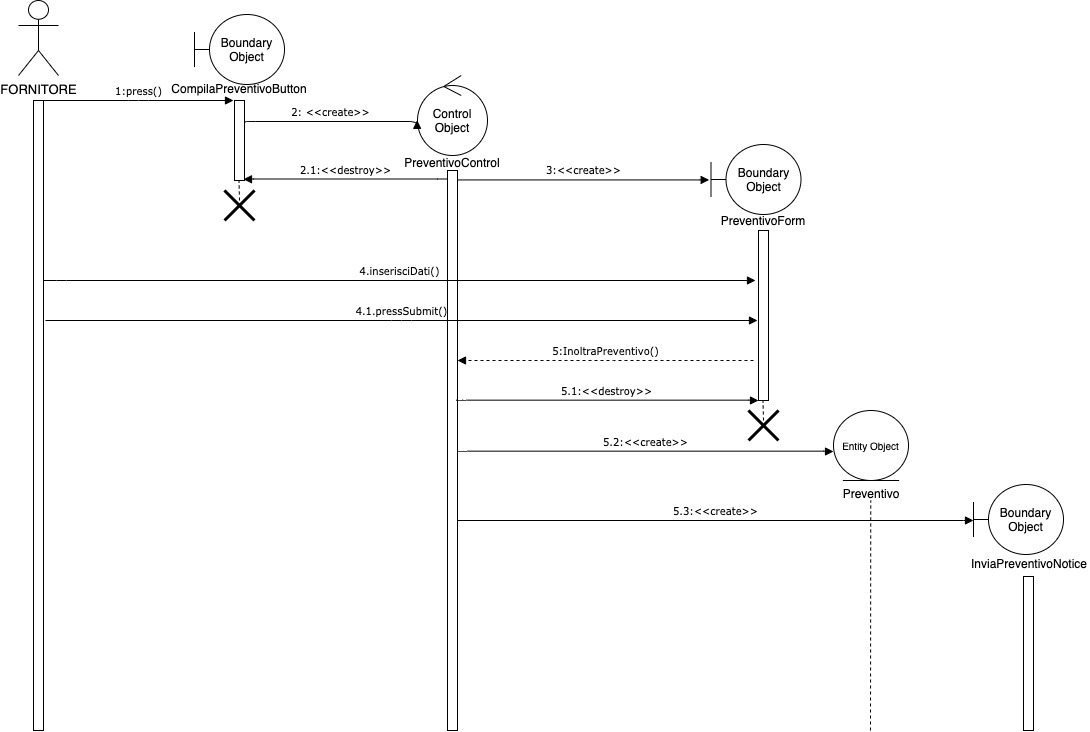 Boundary
Object
FORNITORE
CompilaPreventivoButton
1:press()
2: <<create>>
Control
Object
PreventivoControl
2.1:<<destroy>>
3:<<create>>
Boundary
Object
PreventivoForm
4.inserisciDati()
4.1.pressSubmit()
5:InoltraPreventivo()
5.1:<<destroy>>
5.2:<<create>>
Entity Object
Preventivo
5.3:<<create>>
Boundary
Object
InviaPreventivoNotice